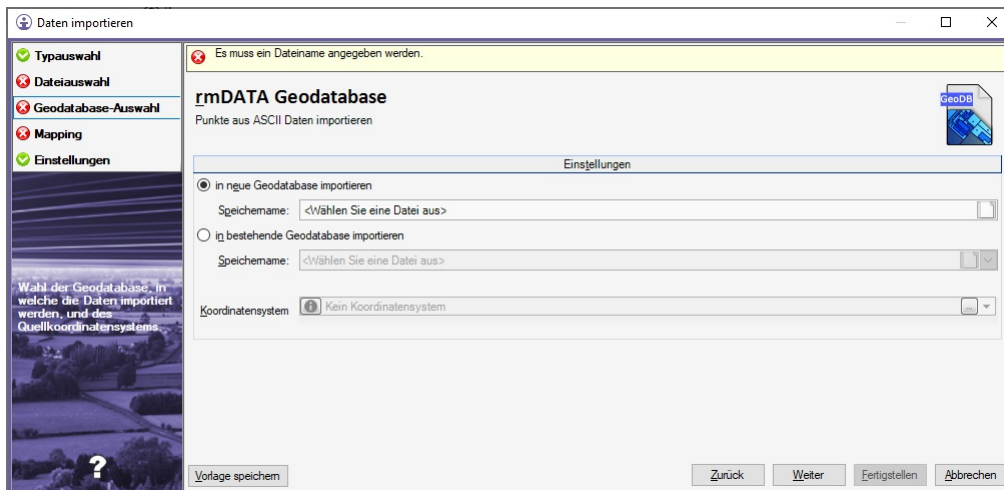 Daten importieren
Typauswahl
Dateiauswahl
Geodatabase-Auswahl
Mapping
Einstellungen
Wahl der Geodatabase, in
welche die Daten importiert
werden, und des
Quellkoordinatensystems.
?
Es muss ein Dateiname angegeben werden.
rmDATA Geodatabase
Punkte aus ASCII Daten importieren
GeoDB
Einstellungen
in neue Geodatabase importieren
Speichername: <Wählen Sie eine Datei aus>
in bestehende Geodatabase importieren
Speichername: <Wählen Sie eine Datei aus>
Koordinatensystem Kein Koordinatensystem ...
Vorlage speichern Zurück Weiter Fertigstellen Abbrechen